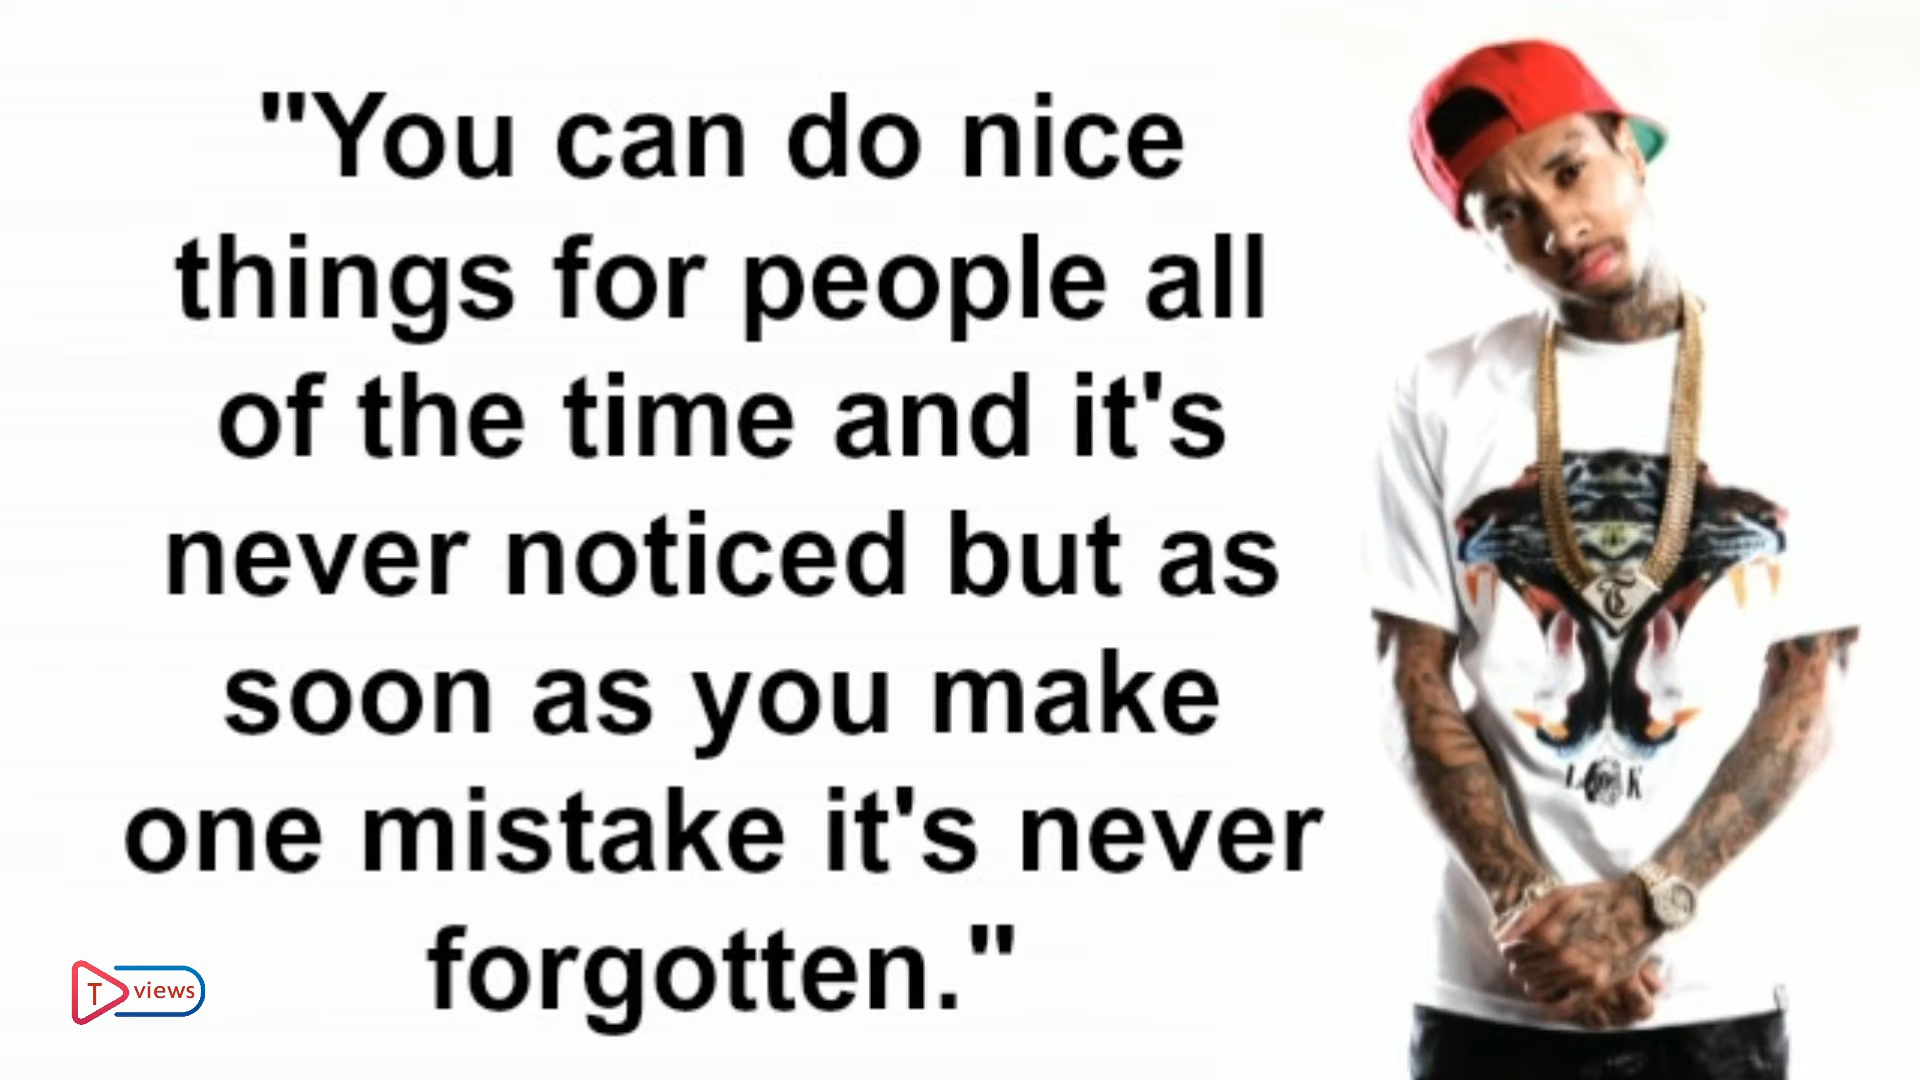 "You can do nice
things for people all
of the time and it's
never noticed but as
soon as you make
one mistake it's never
forgotten."
T views
T